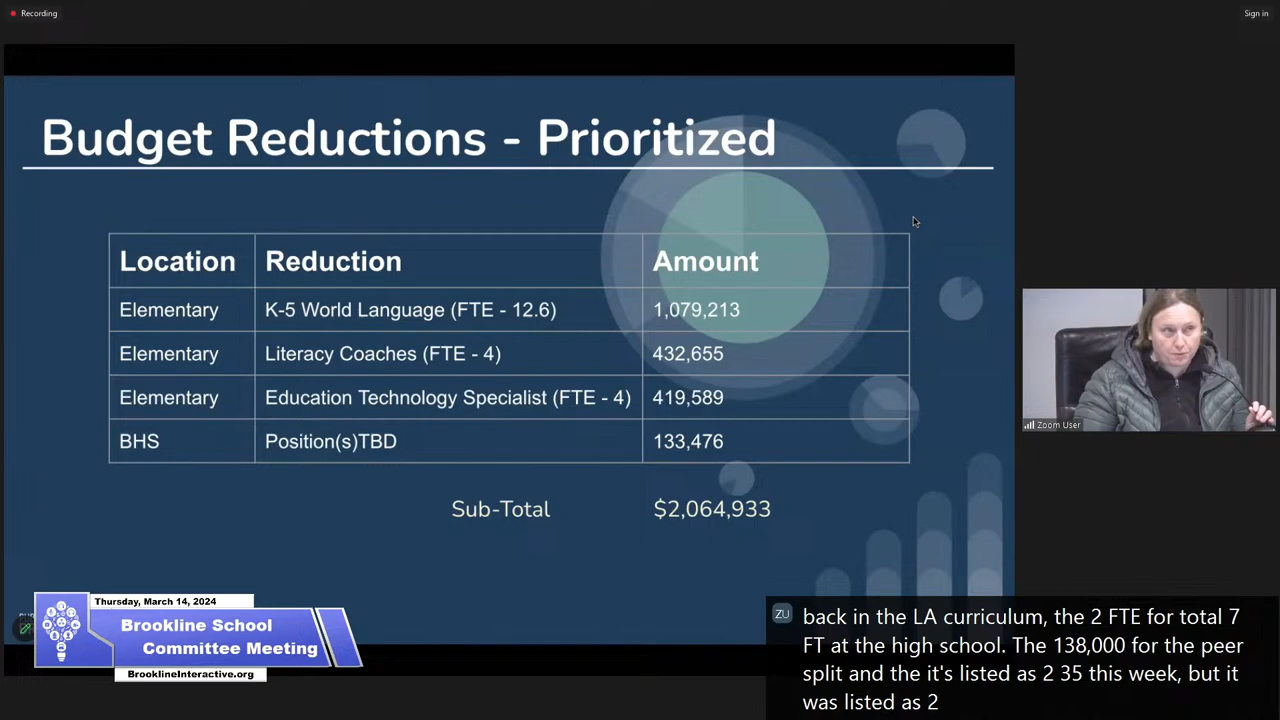 Recording
Sign in
Budget Reductions - Prioritized
Location Reduction Amount
Elementary K-5 World Language (FTE - 12.6) 1,079,213
Elementary Literacy Coaches (FTE - 4) 432,655
Elementary Education Technology Specialist (FTE - 4) 419,589
BHS Position(s)TBD 133,476
Sub-Total $2,064,933
Zoom User
Thursday, March 14, 2024
Brookline School
Committee Meeting
BrooklineInteractive.org
ZU
back in the LA curriculum, the 2 FTE for total 7
FT at the high school. The 138,000 for the peer
split and the it's listed as 2 35 this week, but it
was listed as 2